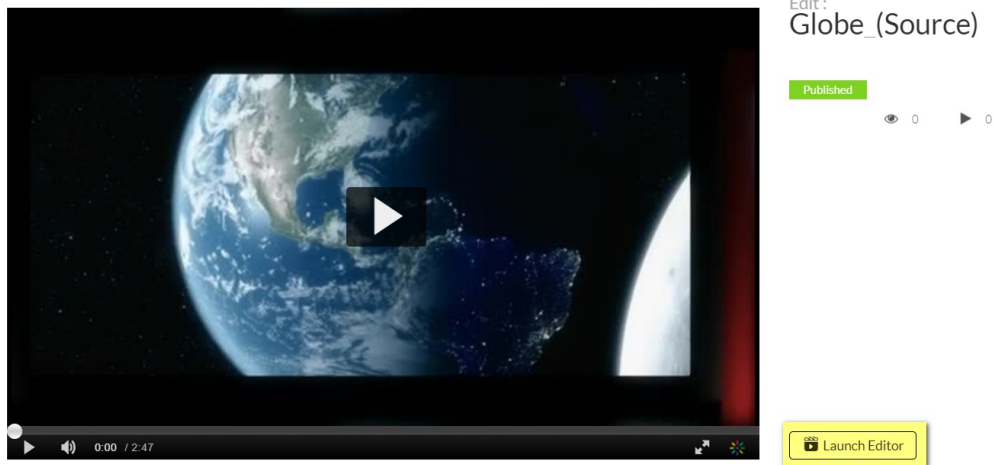 Edit :
Globe_(Source)
Published
0 0
0:00 / 2:47
Launch Editor